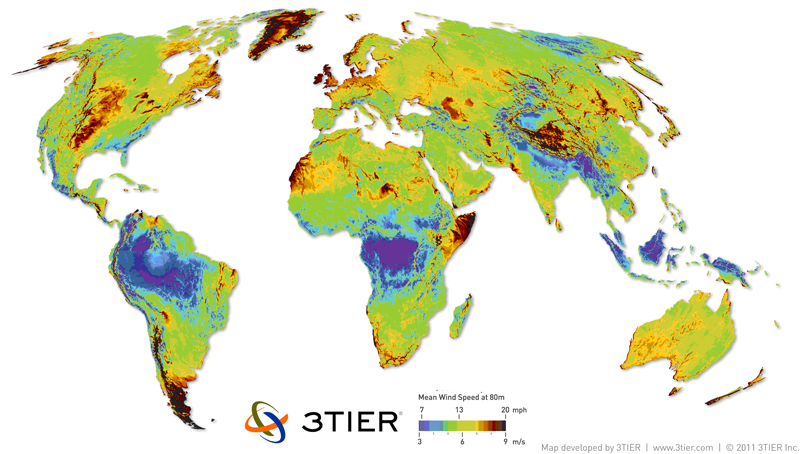 Mean Wind Speed at 80m
7 13 20 mph
3 6 9 m/s
3TIER®
Map developed by 3TIER | www.3tier.com | © 2011 3TIER Inc.